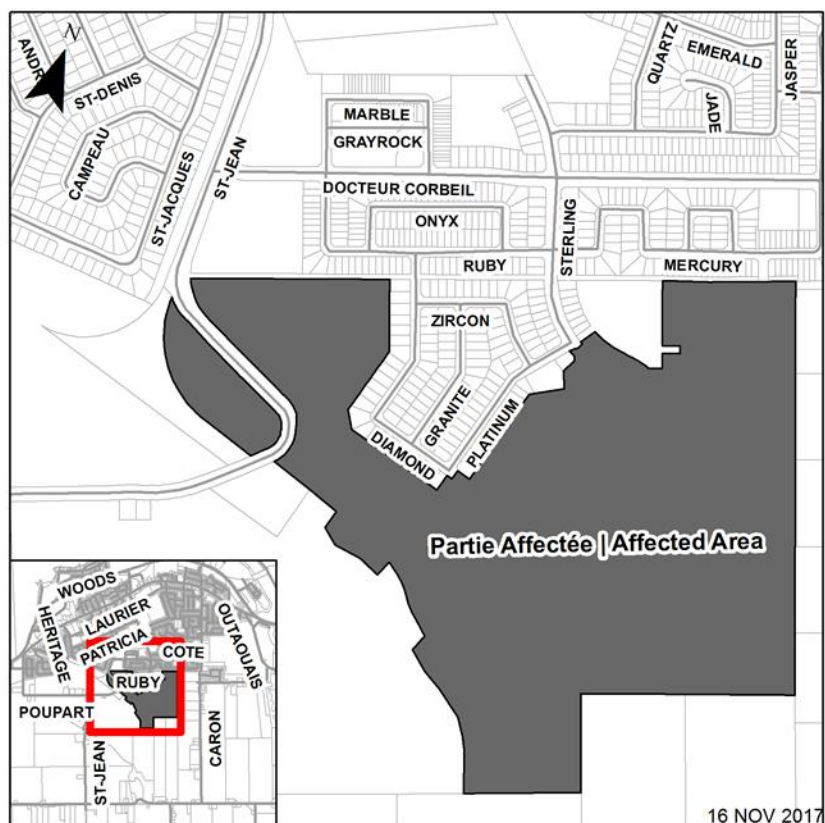 N
ST-DENIS
CAMPEAU
ST-JACQUES
ST-JEAN
MARBLE
GRAYROCK
DOCTEUR CORBEIL
ONYX
RUBY
STERLING
MERCURY
QUARTZ
EMERALD
JADE
JASPER
ZIRCON
GRANITE
DIAMOND
PLATINUM
Partie Affectée | Affected Area
WOODS
HERITAGE
LAURIER
PATRICIA
COTE
OUTAOUAIS
RUBY
POUPART
ST-JEAN
CARON
16 NOV 2017